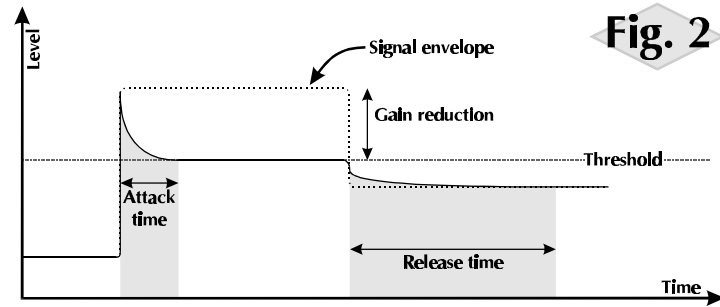 Fig. 2
Level
Signal envelope
Gain reduction
Threshold
Attack
time
Release time
Time